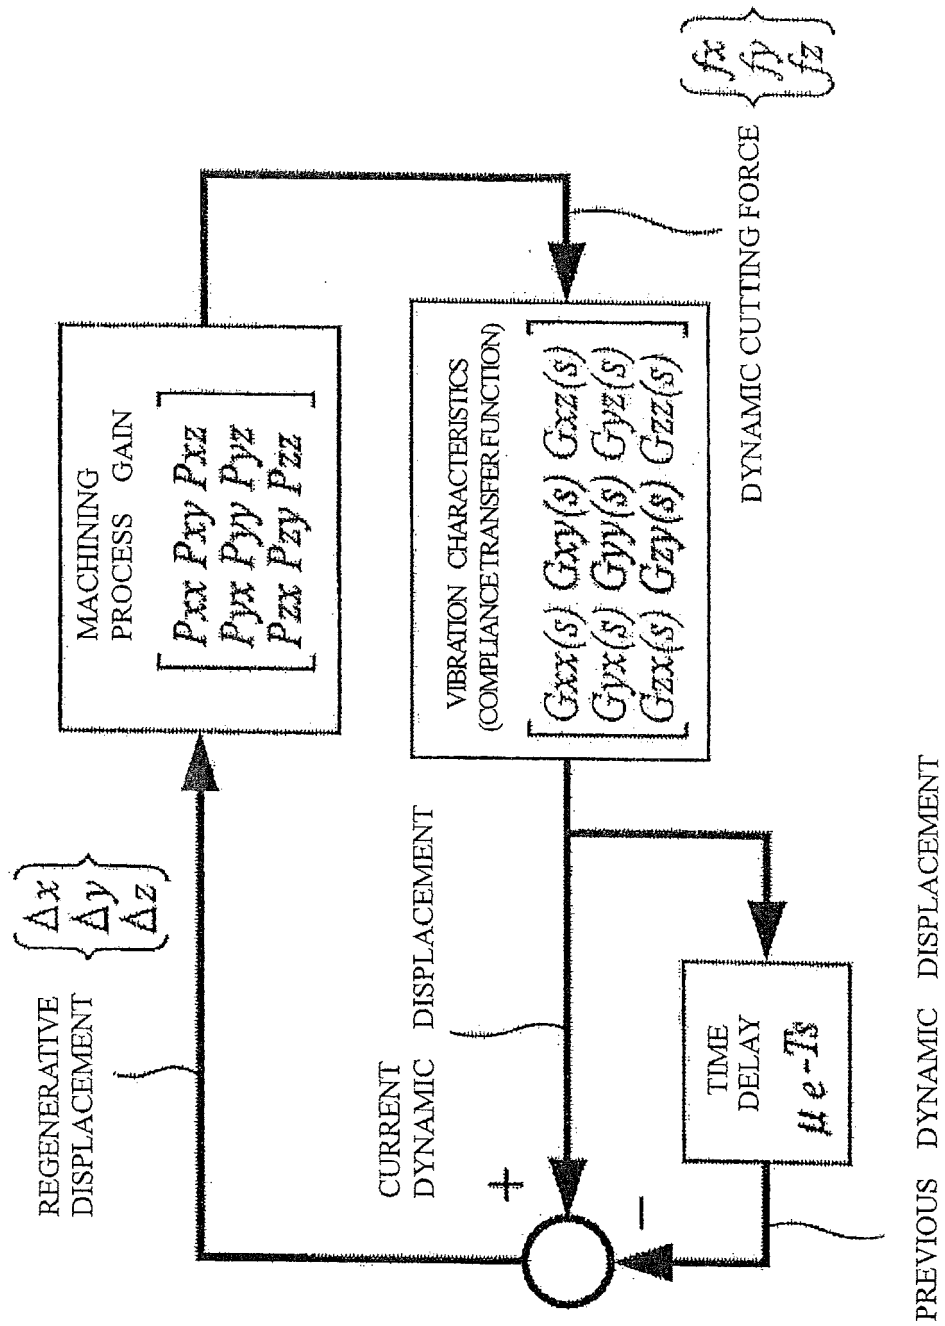 REGENERATIVE
DISPLACEMENT
{Δx
Δy
Δz}
MACHINING
PROCESS GAIN
[Pxx Pxy Pxz
Pyx Pyy Pyz
Pzx Pzy Pzz]
CURRENT
DYNAMIC DISPLACEMENT
+
−
VIBRATION CHARACTERISTICS
(COMPLIANCE TRANSFER FUNCTION)
[Gxx(s) Gxy(s) Gxz(s)
Gyx(s) Gyy(s) Gyz(s)
Gzx(s) Gzy(s) Gzz(s)]
DYNAMIC CUTTING FORCE
{fx
fy
fz}
TIME
DELAY
μ e-Ts
PREVIOUS DYNAMIC DISPLACEMENT